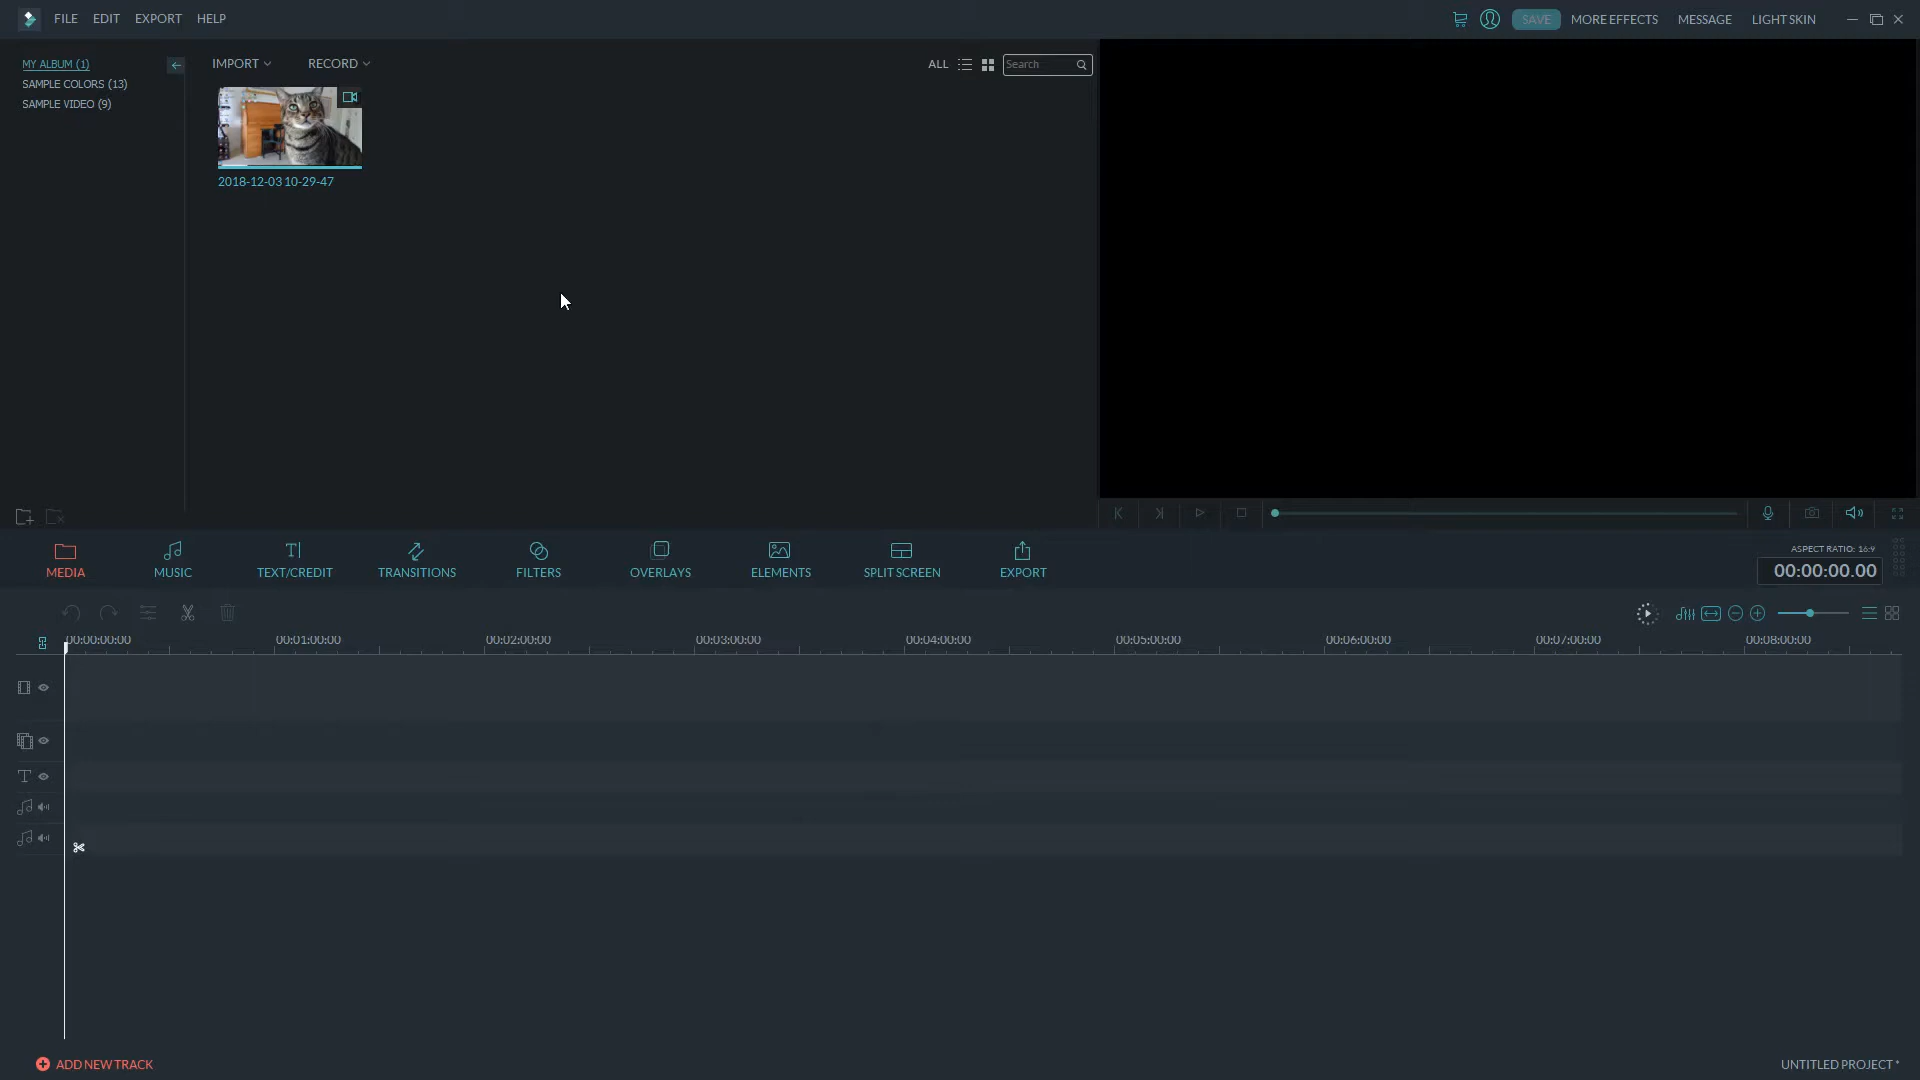 FILE EDIT EXPORT HELP
SAVE MORE EFFECTS MESSAGE LIGHT SKIN
MY ALBUM (1)
SAMPLE COLORS (13)
SAMPLE VIDEO (9)
IMPORT RECORD
ALL Search
2018-12-03 10-29-47
MEDIA MUSIC TEXT/CREDIT TRANSITIONS FILTERS OVERLAYS ELEMENTS SPLIT SCREEN EXPORT
ASPECT RATIO: 16:9
00:00:00.00
00:00:00:00 00:01:00:00 00:02:00:00 00:03:00:00 00:04:00:00 00:05:00:00 00:06:00:00 00:07:00:00 00:08:00:00
ADD NEW TRACK
UNTITLED PROJECT *